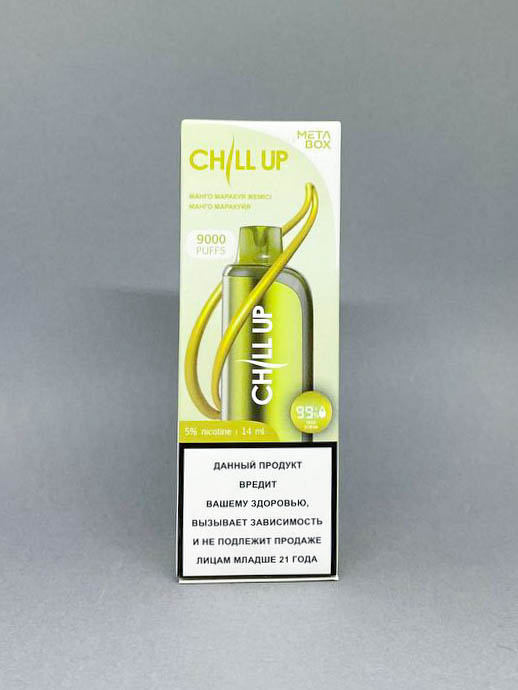 META
BOX
CHILL UP
МАНГО МАРАКУЯ ЖЕМІСІ
МАНГО МАРАКУЙЯ
9000
PUFFS
CHILL UP
99%
5% nicotine | 14 ml
ДАННЫЙ ПРОДУКТ
ВРЕДИТ
ВАШЕМУ ЗДОРОВЬЮ,
ВЫЗЫВАЕТ ЗАВИСИМОСТЬ
И НЕ ПОДЛЕЖИТ ПРОДАЖЕ
ЛИЦАМ МЛАДШЕ 21 ГОДА